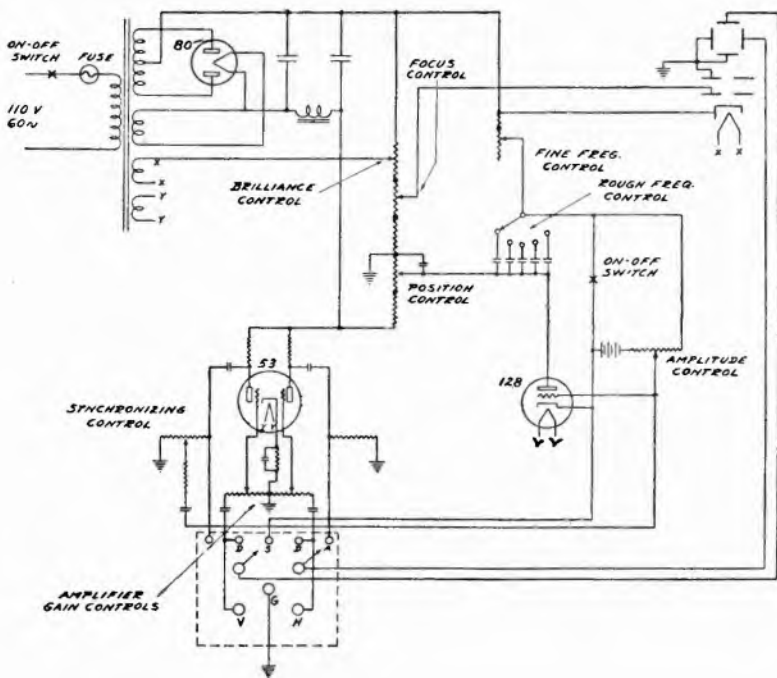 ON-OFF
SWITCH
FUSE
80
110 V
60~
X
X
Y
Y
BRILLIANCE
CONTROL
FOCUS
CONTROL
X X
FINE FREQ.
CONTROL
ROUGH FREQ.
CONTROL
ON-OFF
SWITCH
POSITION
CONTROL
AMPLITUDE
CONTROL
53
Y Y
128
Y Y
SYNCHRONIZING
CONTROL
D S D A
G
V H
AMPLIFIER
GAIN CONTROLS